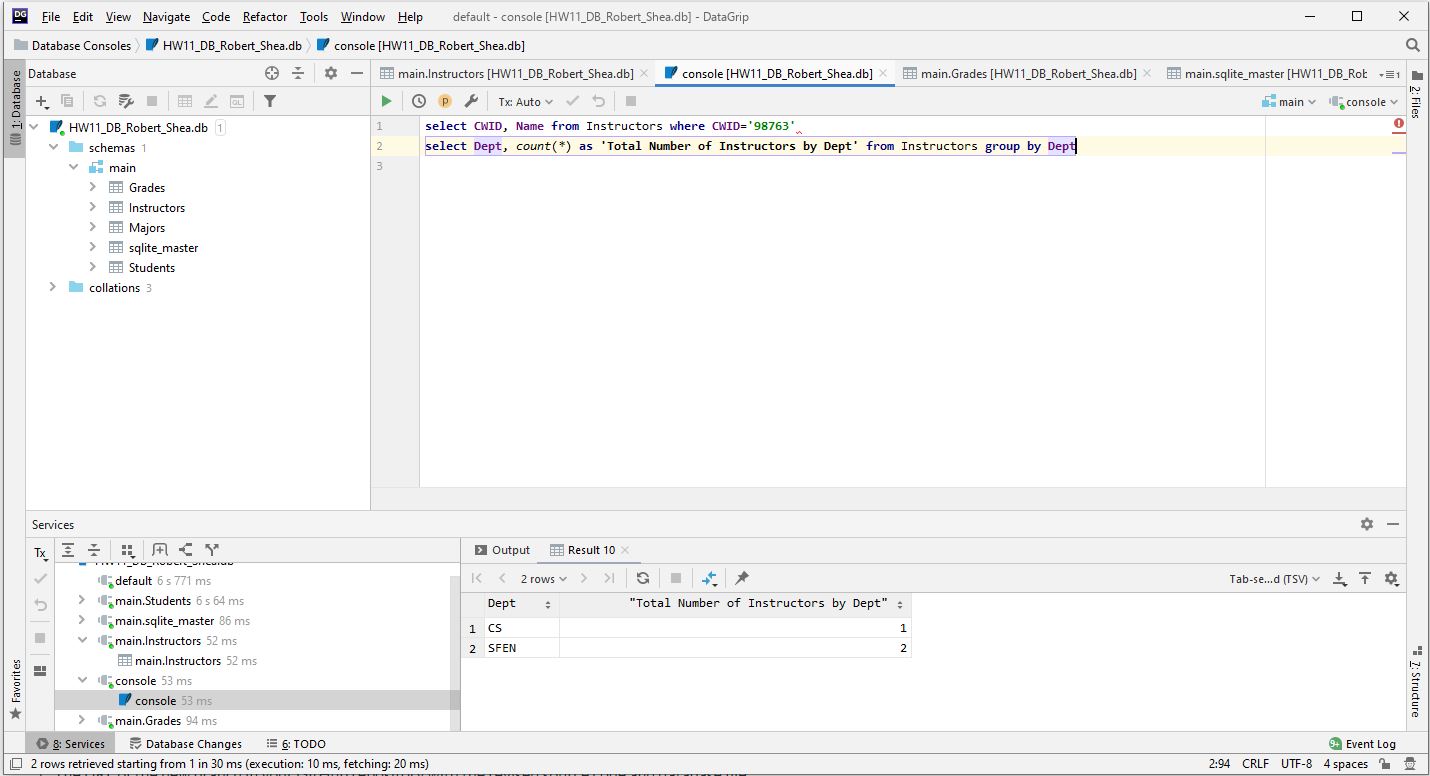 DG File Edit View Navigate Code Refactor Tools Window Help default - console [HW11_DB_Robert_Shea.db] - DataGrip
Database Consoles HW11_DB_Robert_Shea.db console [HW11_DB_Robert_Shea.db]
1: Database
Database
main.Instructors [HW11_DB_Robert_Shea.db] console [HW11_DB_Robert_Shea.db] main.Grades [HW11_DB_Robert_Shea.db] main.sqlite_master [HW11_DB_Rob
2: Files
QL
p Tx: Auto main console
HW11_DB_Robert_Shea.db 1
schemas 1
main
Grades
Instructors
Majors
sqlite_master
Students
collations 3
1 select CWID, Name from Instructors where CWID='98763'
2 select Dept, count(*) as 'Total Number of Instructors by Dept' from Instructors group by Dept
3
Services
Tx
default 6 s 771 ms
main.Students 6 s 64 ms
main.sqlite_master 86 ms
main.Instructors 52 ms
main.Instructors 52 ms
console 53 ms
console 53 ms
main.Grades 94 ms
Output Result 10
2 rows Tab-se...d (TSV)
Dept "Total Number of Instructors by Dept"
1 CS 1
2 SFEN 2
Favorites
7: Structure
8: Services Database Changes 6: TODO 9+ Event Log
2 rows retrieved starting from 1 in 30 ms (execution: 10 ms, fetching: 20 ms) 2:94 CRLF UTF-8 4 spaces